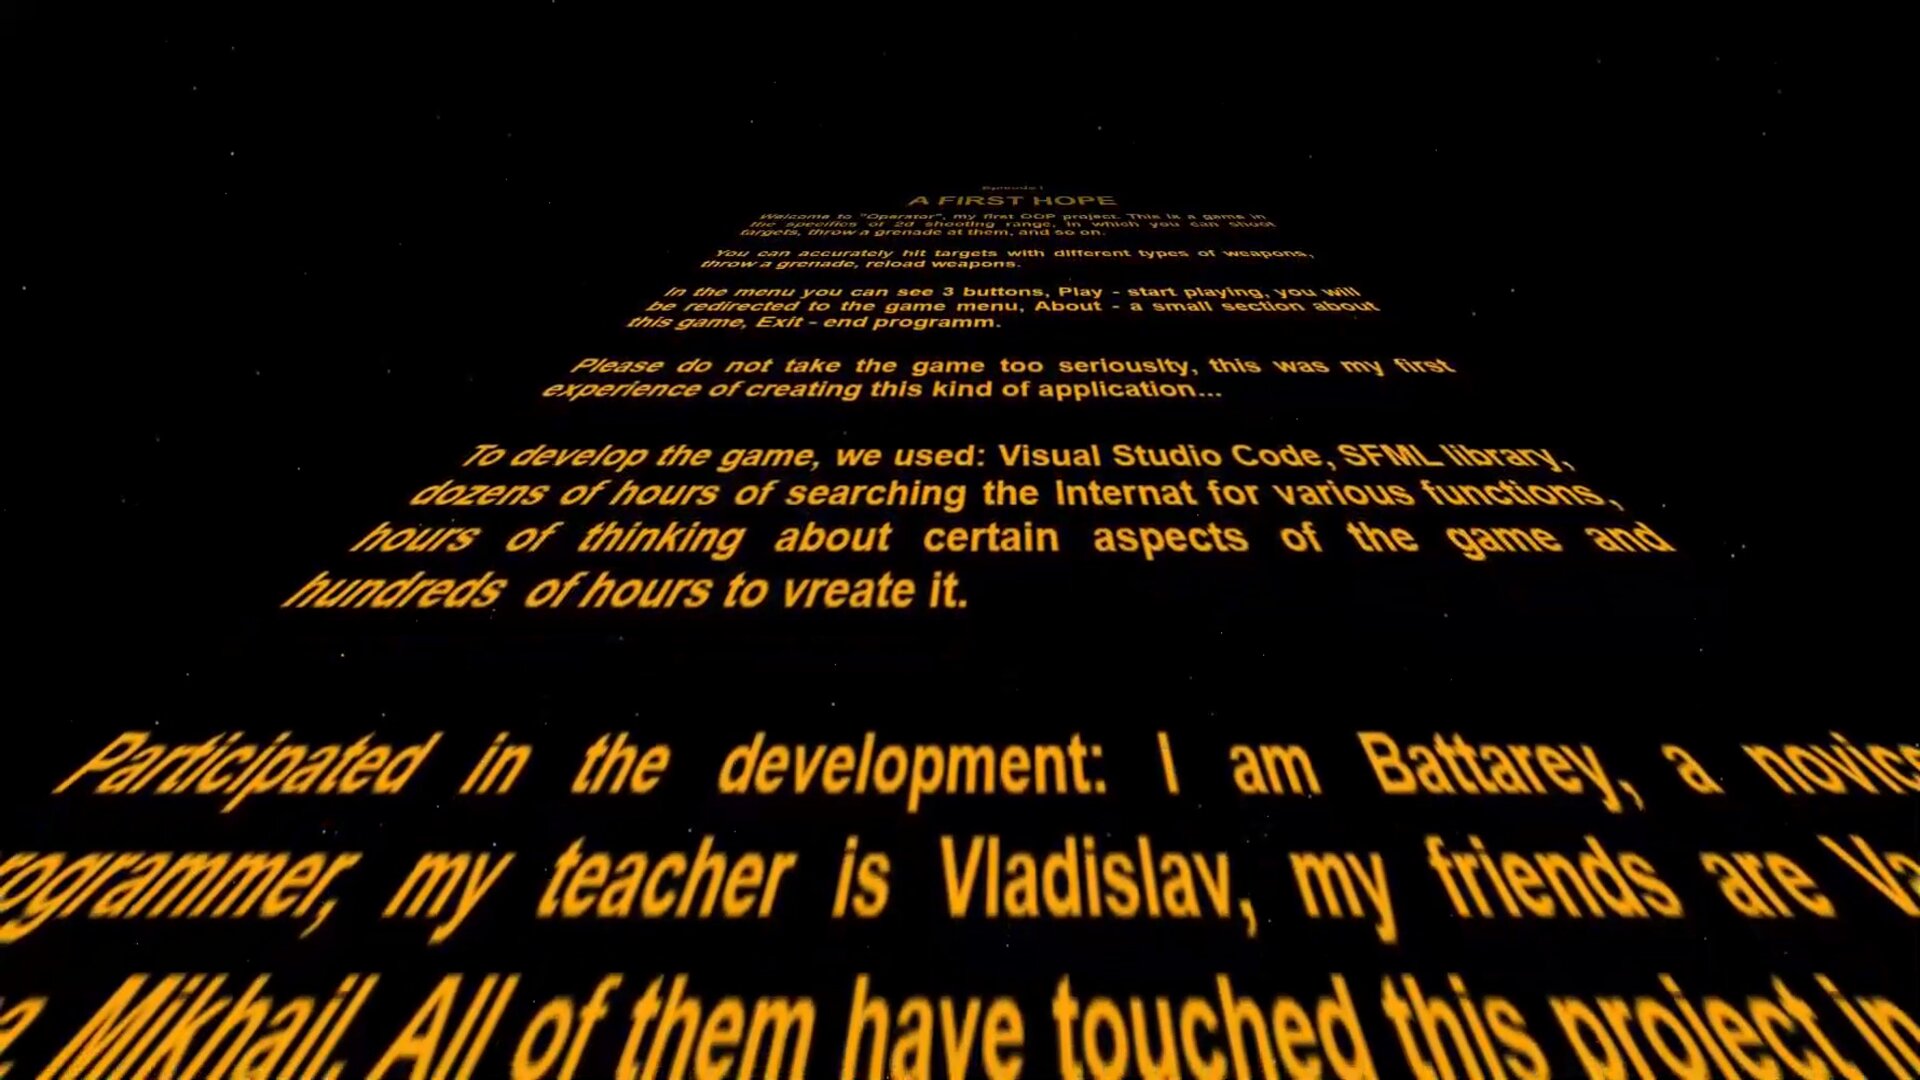 Episode I
A FIRST HOPE
Welcome to "Operator", my first OOP project. This is a game in
the specifics of 2d shooting range, in which you can shoot
targets, throw a grenade at them, and so on.
You can accurately hit targets with different types of weapons,
throw a grenade, reload weapons.
In the menu you can see 3 buttons, Play - start playing, you will
be redirected to the game menu, About - a small section about
this game, Exit - end programm.
Please do not take the game too seriouslty, this was my first
experience of creating this kind of application...
To develop the game, we used: Visual Studio Code, SFML library,
dozens of hours of searching the Internat for various functions,
hours of thinking about certain aspects of the game and
hundreds of hours to vreate it.
Participated in the development: I am Battarey, a novic
rogrammer, my teacher is Vladislav, my friends are Va
Mikhail. All of them have touched this project in